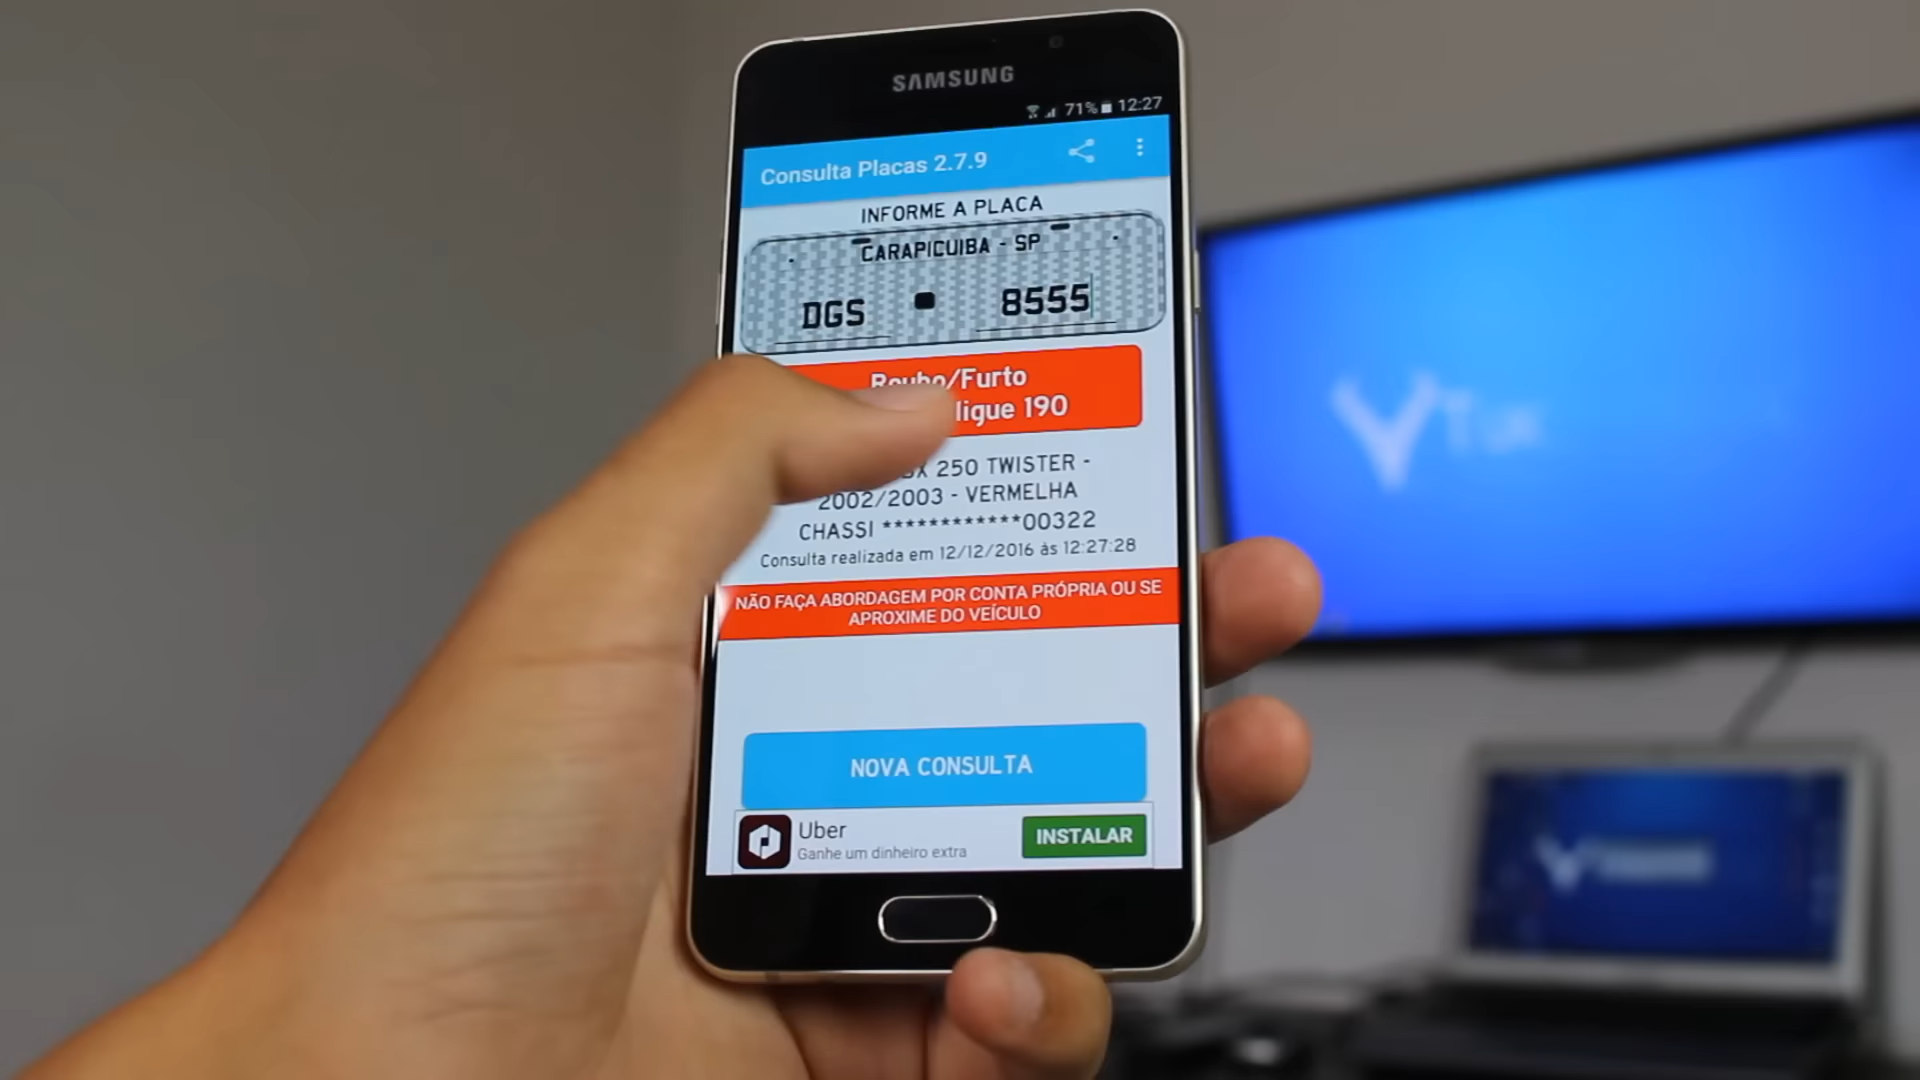 SAMSUNG
71% 12:27
Consulta Placas 2.7.9
INFORME A PLACA
CARAPICUIBA - SP
DGS 8555
Roubo/Furto
ligue 190
250 TWISTER -
2002/2003 - VERMELHA
CHASSI ************00322
Consulta realizada em 12/12/2016 às 12:27:28
NÃO FAÇA ABORDAGEM POR CONTA PRÓPRIA OU SE
APROXIME DO VEÍCULO
NOVA CONSULTA
Uber
Ganhe um dinheiro extra
INSTALAR